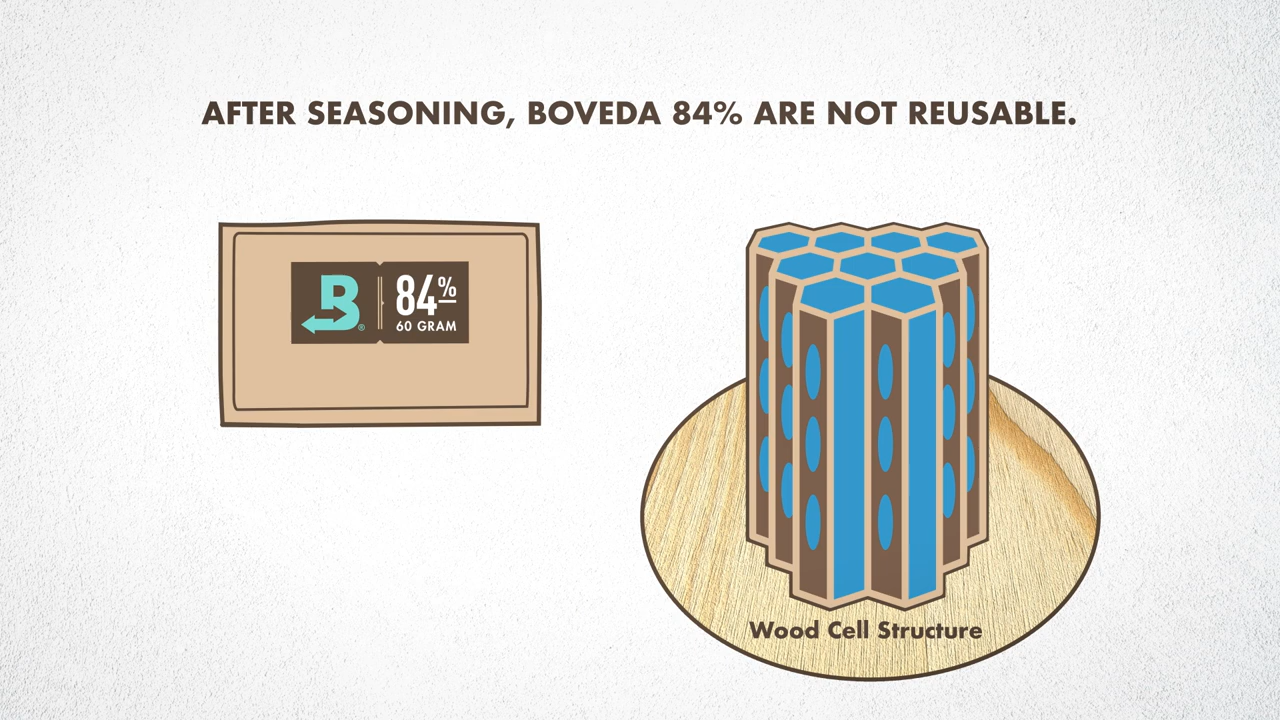 AFTER SEASONING, BOVEDA 84% ARE NOT REUSABLE.
B® 84%
60 GRAM
Wood Cell Structure